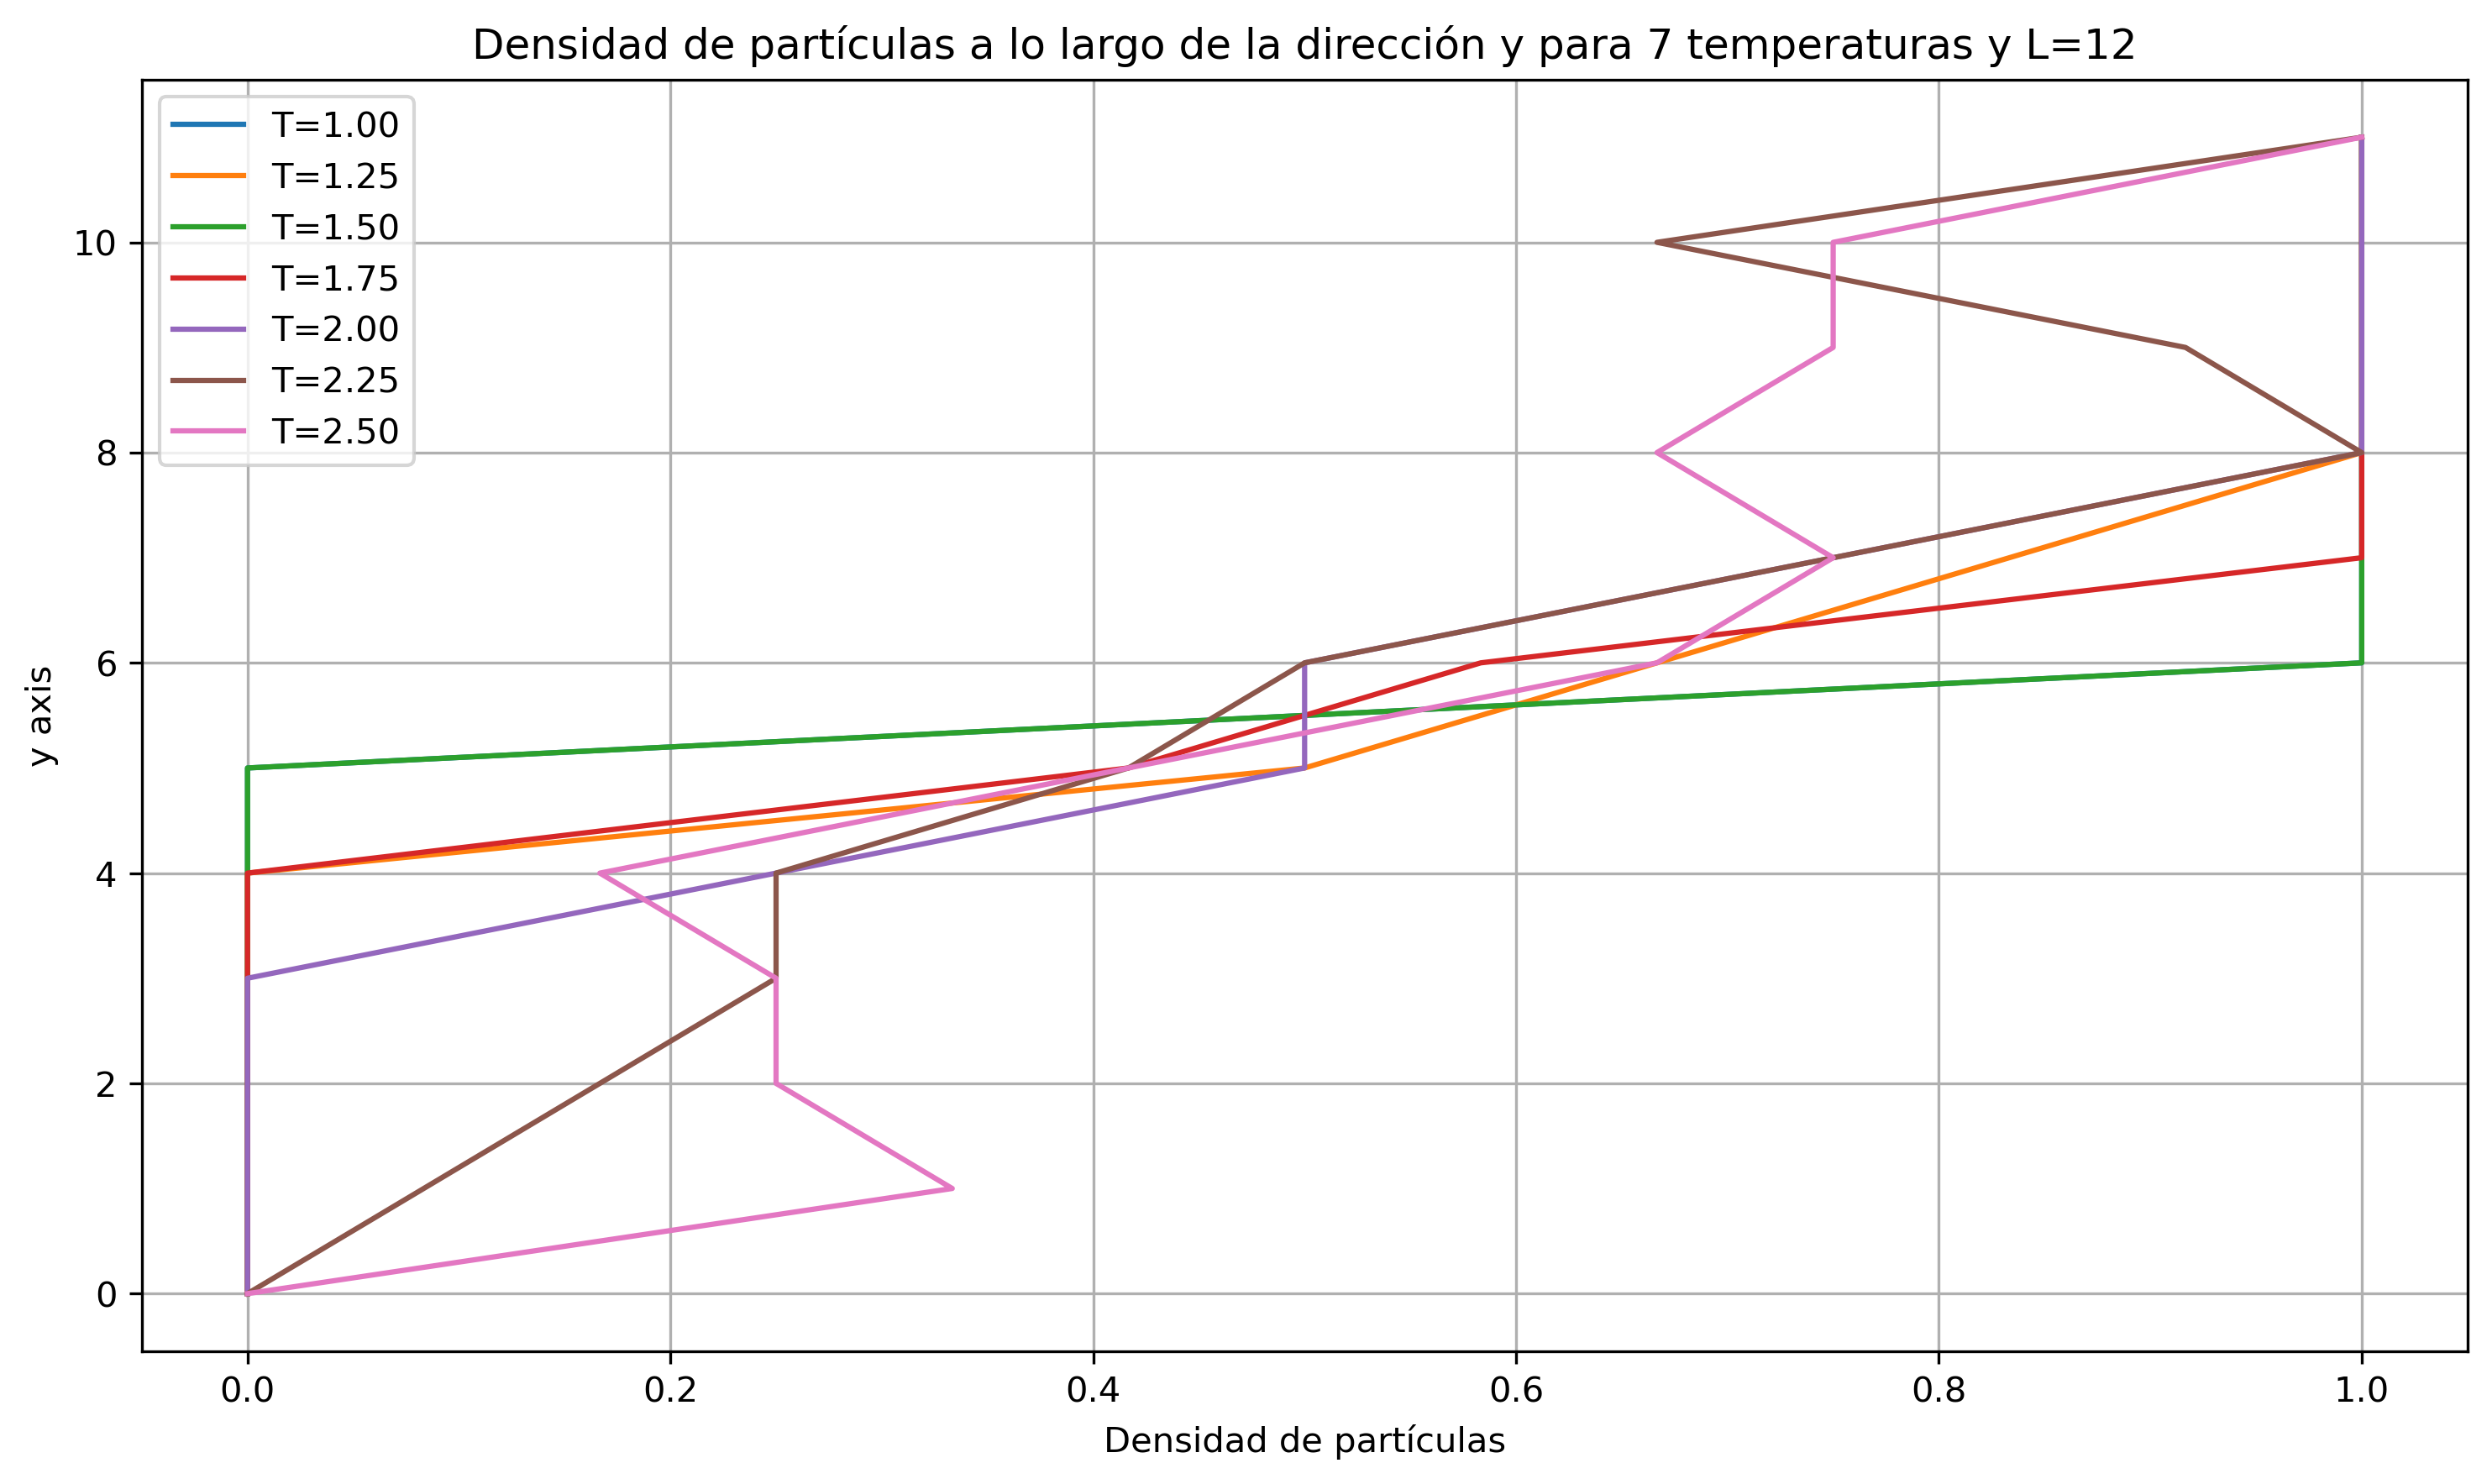 Densidad de partículas a lo largo de la dirección y para 7 temperaturas y L=12
T=1.00
T=1.25
T=1.50
T=1.75
T=2.00
T=2.25
T=2.50
10
8
6
4
2
0
y axis
0.0 0.2 0.4 0.6 0.8 1.0
Densidad de partículas